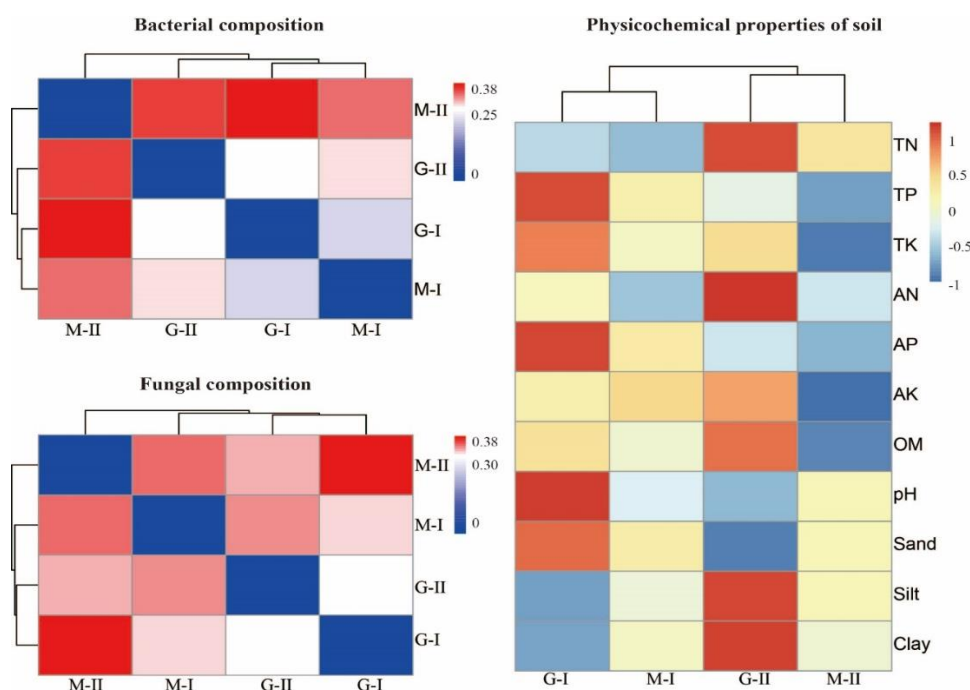 Bacterial composition
0.38
0.25
0
M-II
G-II
G-I
M-I
M-II
G-II
G-I
M-I
Fungal composition
0.38
0.30
0
M-II
M-I
G-II
G-I
M-II
M-I
G-II
G-I
Physicochemical properties of soil
1
0.5
0
-0.5
-1
TN
TP
TK
AN
AP
AK
OM
pH
Sand
Silt
Clay
G-I
M-I
G-II
M-II